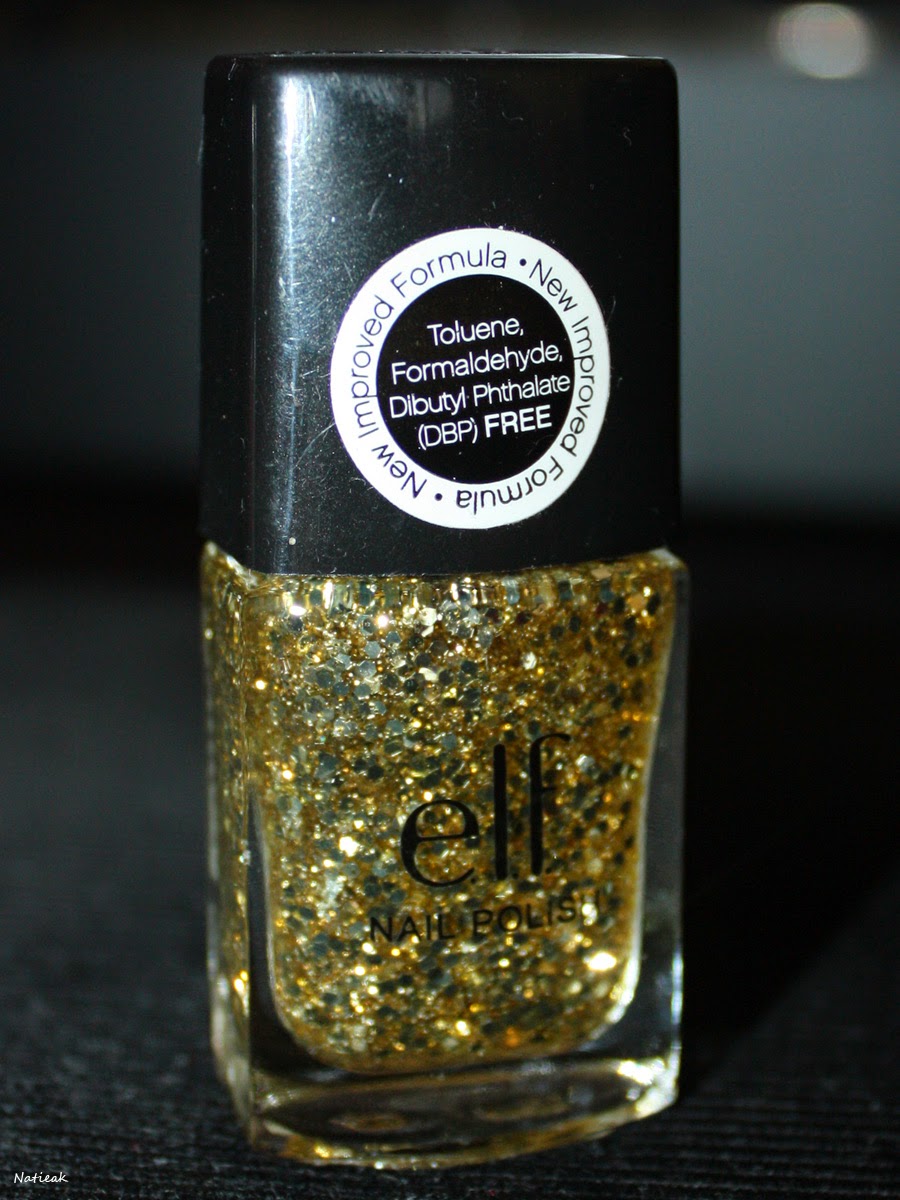 New Improved Formula • New Improved Formula •
Toluene,
Formaldehyde,
Dibutyl Phthalate
(DBP) FREE
e.l.f.
NAIL POLISH
Natieak